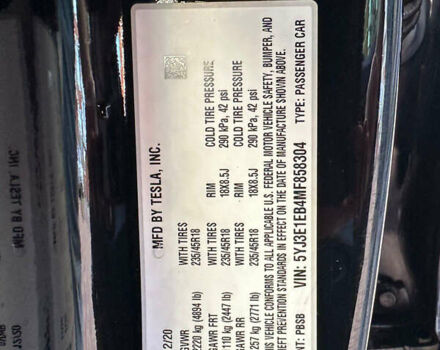 MFD BY TESLA, INC.
2/20
GVWR
2220 kg (4894 lb)
GAWR FRT WITH TIRES RIM COLD TIRE PRESSURE
1110 kg (2447 lb) 235/45R18 18X8.5J 290 kPa, 42 psi
GAWR RR WITH TIRES RIM COLD TIRE PRESSURE
1257 kg (2771 lb) 235/45R18 18X8.5J 290 kPa, 42 psi
THIS VEHICLE CONFORMS TO ALL APPLICABLE U.S. FEDERAL MOTOR VEHICLE SAFETY, BUMPER, AND
THEFT PREVENTION STANDARDS IN EFFECT ON THE DATE OF MANUFACTURE SHOWN ABOVE.
VIN: 5YJ3E1EB4MF858304 TYPE: PASSENGER CAR
PAINT: PBSB